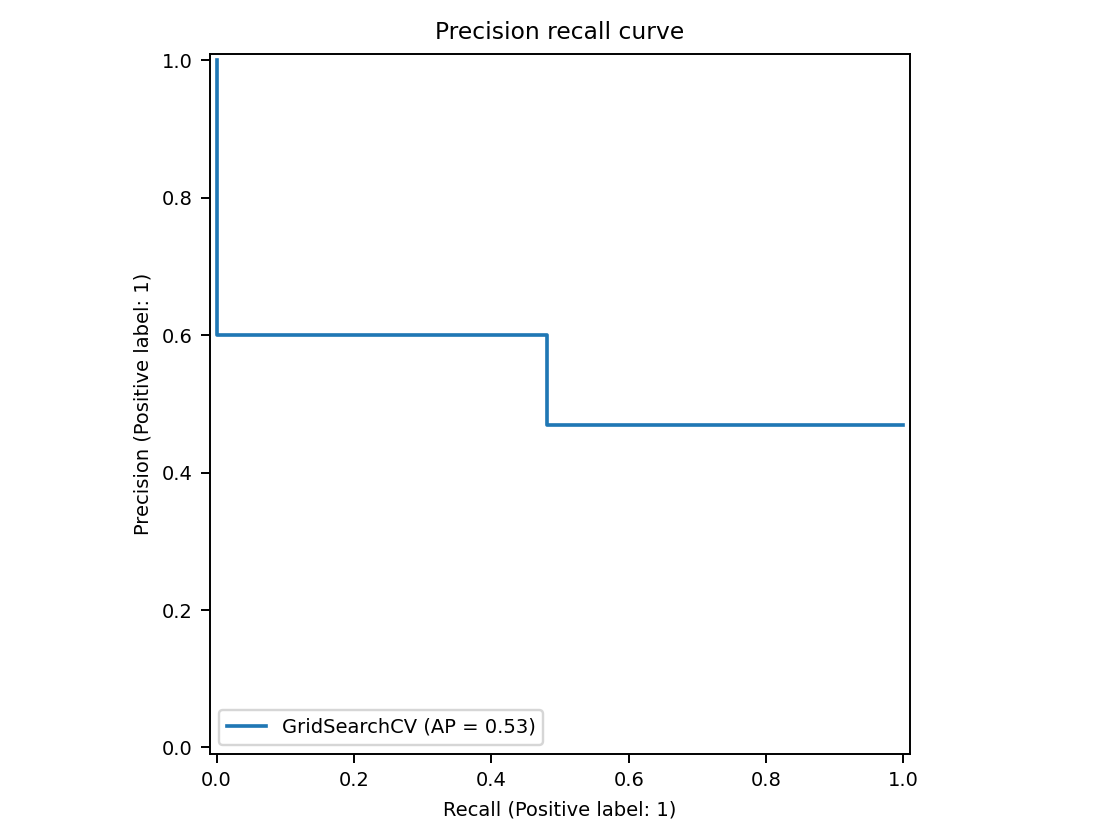 Precision recall curve
1.0
0.8
0.6
0.4
0.2
0.0
Precision (Positive label: 1)
GridSearchCV (AP = 0.53)
0.0 0.2 0.4 0.6 0.8 1.0
Recall (Positive label: 1)